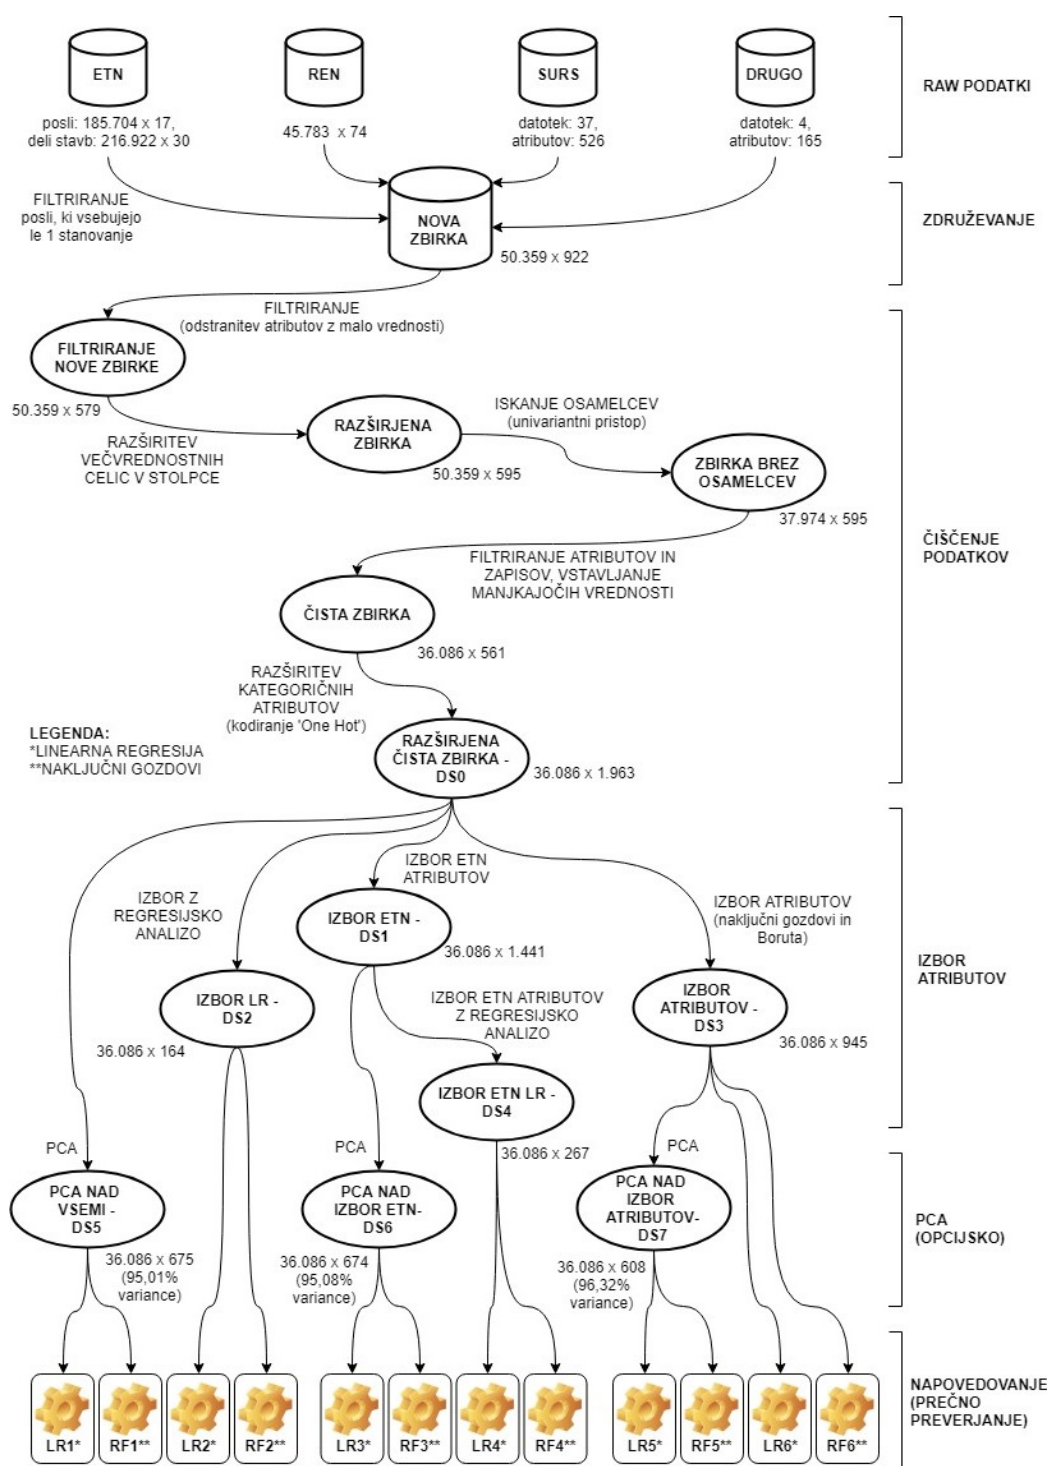 ETN
REN
SURS
DRUGO
RAW PODATKI
posli: 185.704 x 17,
deli stavb: 216.922 x 30
45.783 x 74
datotek: 37,
atributov: 526
datotek: 4,
atributov: 165
FILTRIRANJE
posli, ki vsebujejo
le 1 stanovanje
NOVA
ZBIRKA
50.359 x 922
ZDRUŽEVANJE
FILTRIRANJE
(odstranitev atributov z malo vrednosti)
FILTRIRANJE
NOVE ZBIRKE
50.359 x 579
RAZŠIRITEV
VEČVREDNOSTNIH
CELIC V STOLPCE
RAZŠIRJENA
ZBIRKA
50.359 x 595
ISKANJE OSAMELCEV
(univariantni pristop)
ZBIRKA BREZ
OSAMELCEV
37.974 x 595
ČIŠČENJE
PODATKOV
FILTRIRANJE ATRIBUTOV IN
ZAPISOV, VSTAVLJANJE
MANJKAJOČIH VREDNOSTI
ČISTA ZBIRKA
36.086 x 561
RAZŠIRITEV
KATEGORIČNIH
ATRIBUTOV
(kodiranje 'One Hot')
LEGENDA:
*LINEARNA REGRESIJA
**NAKLJUČNI GOZDOVI
RAZŠIRJENA
ČISTA ZBIRKA -
DS0
36.086 x 1.963
IZBOR Z
REGRESIJSKO
ANALIZO
IZBOR ETN
ATRIBUTOV
IZBOR ATRIBUTOV
(naključni gozdovi in
Boruta)
IZBOR ETN -
DS1
36.086 x 1.441
IZBOR
ATRIBUTOV
IZBOR LR -
DS2
36.086 x 164
IZBOR ETN ATRIBUTOV
Z REGRESIJSKO
ANALIZO
IZBOR
ATRIBUTOV -
DS3
36.086 x 945
IZBOR ETN LR -
DS4
36.086 x 267
PCA
PCA
PCA
PCA NAD
VSEMI -
DS5
36.086 x 675
(95,01%
variance)
PCA NAD
IZBOR ETN-
DS6
36.086 x 674
(95,08%
variance)
PCA NAD
IZBOR
ATRIBUTOV-
DS7
36.086 x 608
(96,32%
variance)
PCA
(OPCIJSKO)
LR1*
RF1**
LR2*
RF2**
LR3*
RF3**
LR4*
RF4**
LR5*
RF5**
LR6*
RF6**
NAPOVEDOVANJE
(PREČNO
PREVERJANJE)